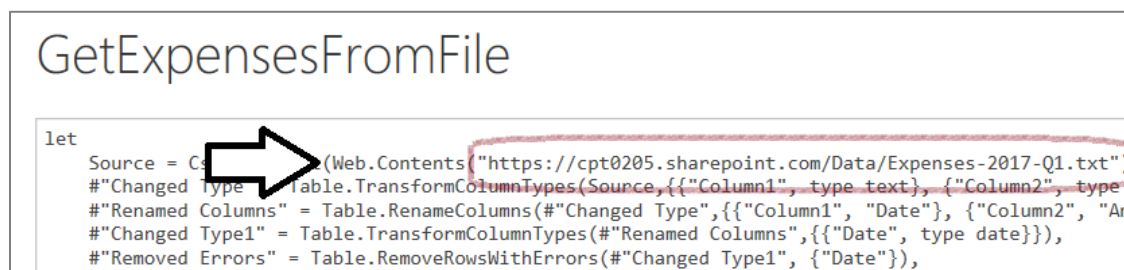 GetExpensesFromFile
let
Source = (Web.Contents("https://cpt0205.sharepoint.com/Data/Expenses-2017-Q1.txt")
#"Changed Type Table.TransformColumnTypes(Source,{{"Column1", type text}, {"Column2", type
#"Renamed Columns" = Table.RenameColumns(#"Changed Type",{{"Column1", "Date"}, {"Column2",
#"Changed Type1" = Table.TransformColumnTypes(#"Renamed Columns",{{"Date", type date}}),
#"Removed Errors" = Table.RemoveRowsWithErrors(#"Changed Type1", {"Date"}),